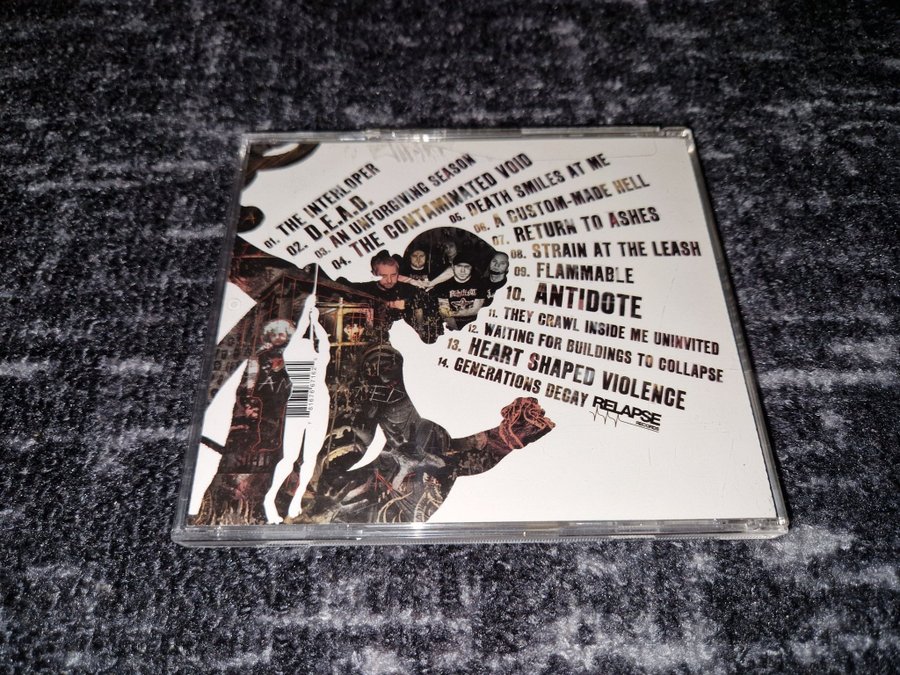 01. THE INTERLOPER
02. D.E.A.D.
03. AN UNFORGIVING SEASON
04. THE CONTAMINATED VOID
05. DEATH SMILES AT ME
06. A CUSTOM-MADE HELL
07. RETURN TO ASHES
08. STRAIN AT THE LEASH
09. FLAMMABLE
10. ANTIDOTE
11. THEY CRAWL INSIDE ME UNINVITED
12. WAITING FOR BUILDINGS TO COLLAPSE
13. HEART SHAPED VIOLENCE
14. GENERATIONS DECAY
RELAPSE
RECORDS